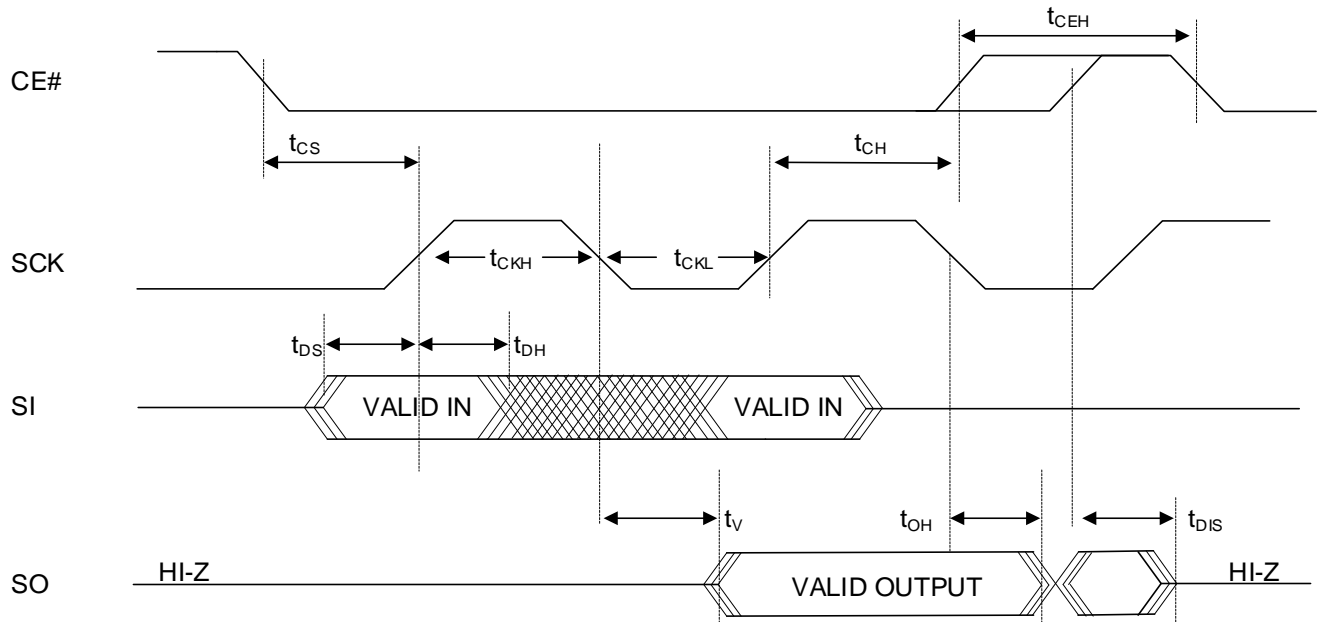 tCEH
CE#
tCS
tCH
SCK
tCKH
tCKL
tDS
tDH
SI
VALID IN
VALID IN
tV
tOH
tDIS
SO
HI-Z
VALID OUTPUT
HI-Z